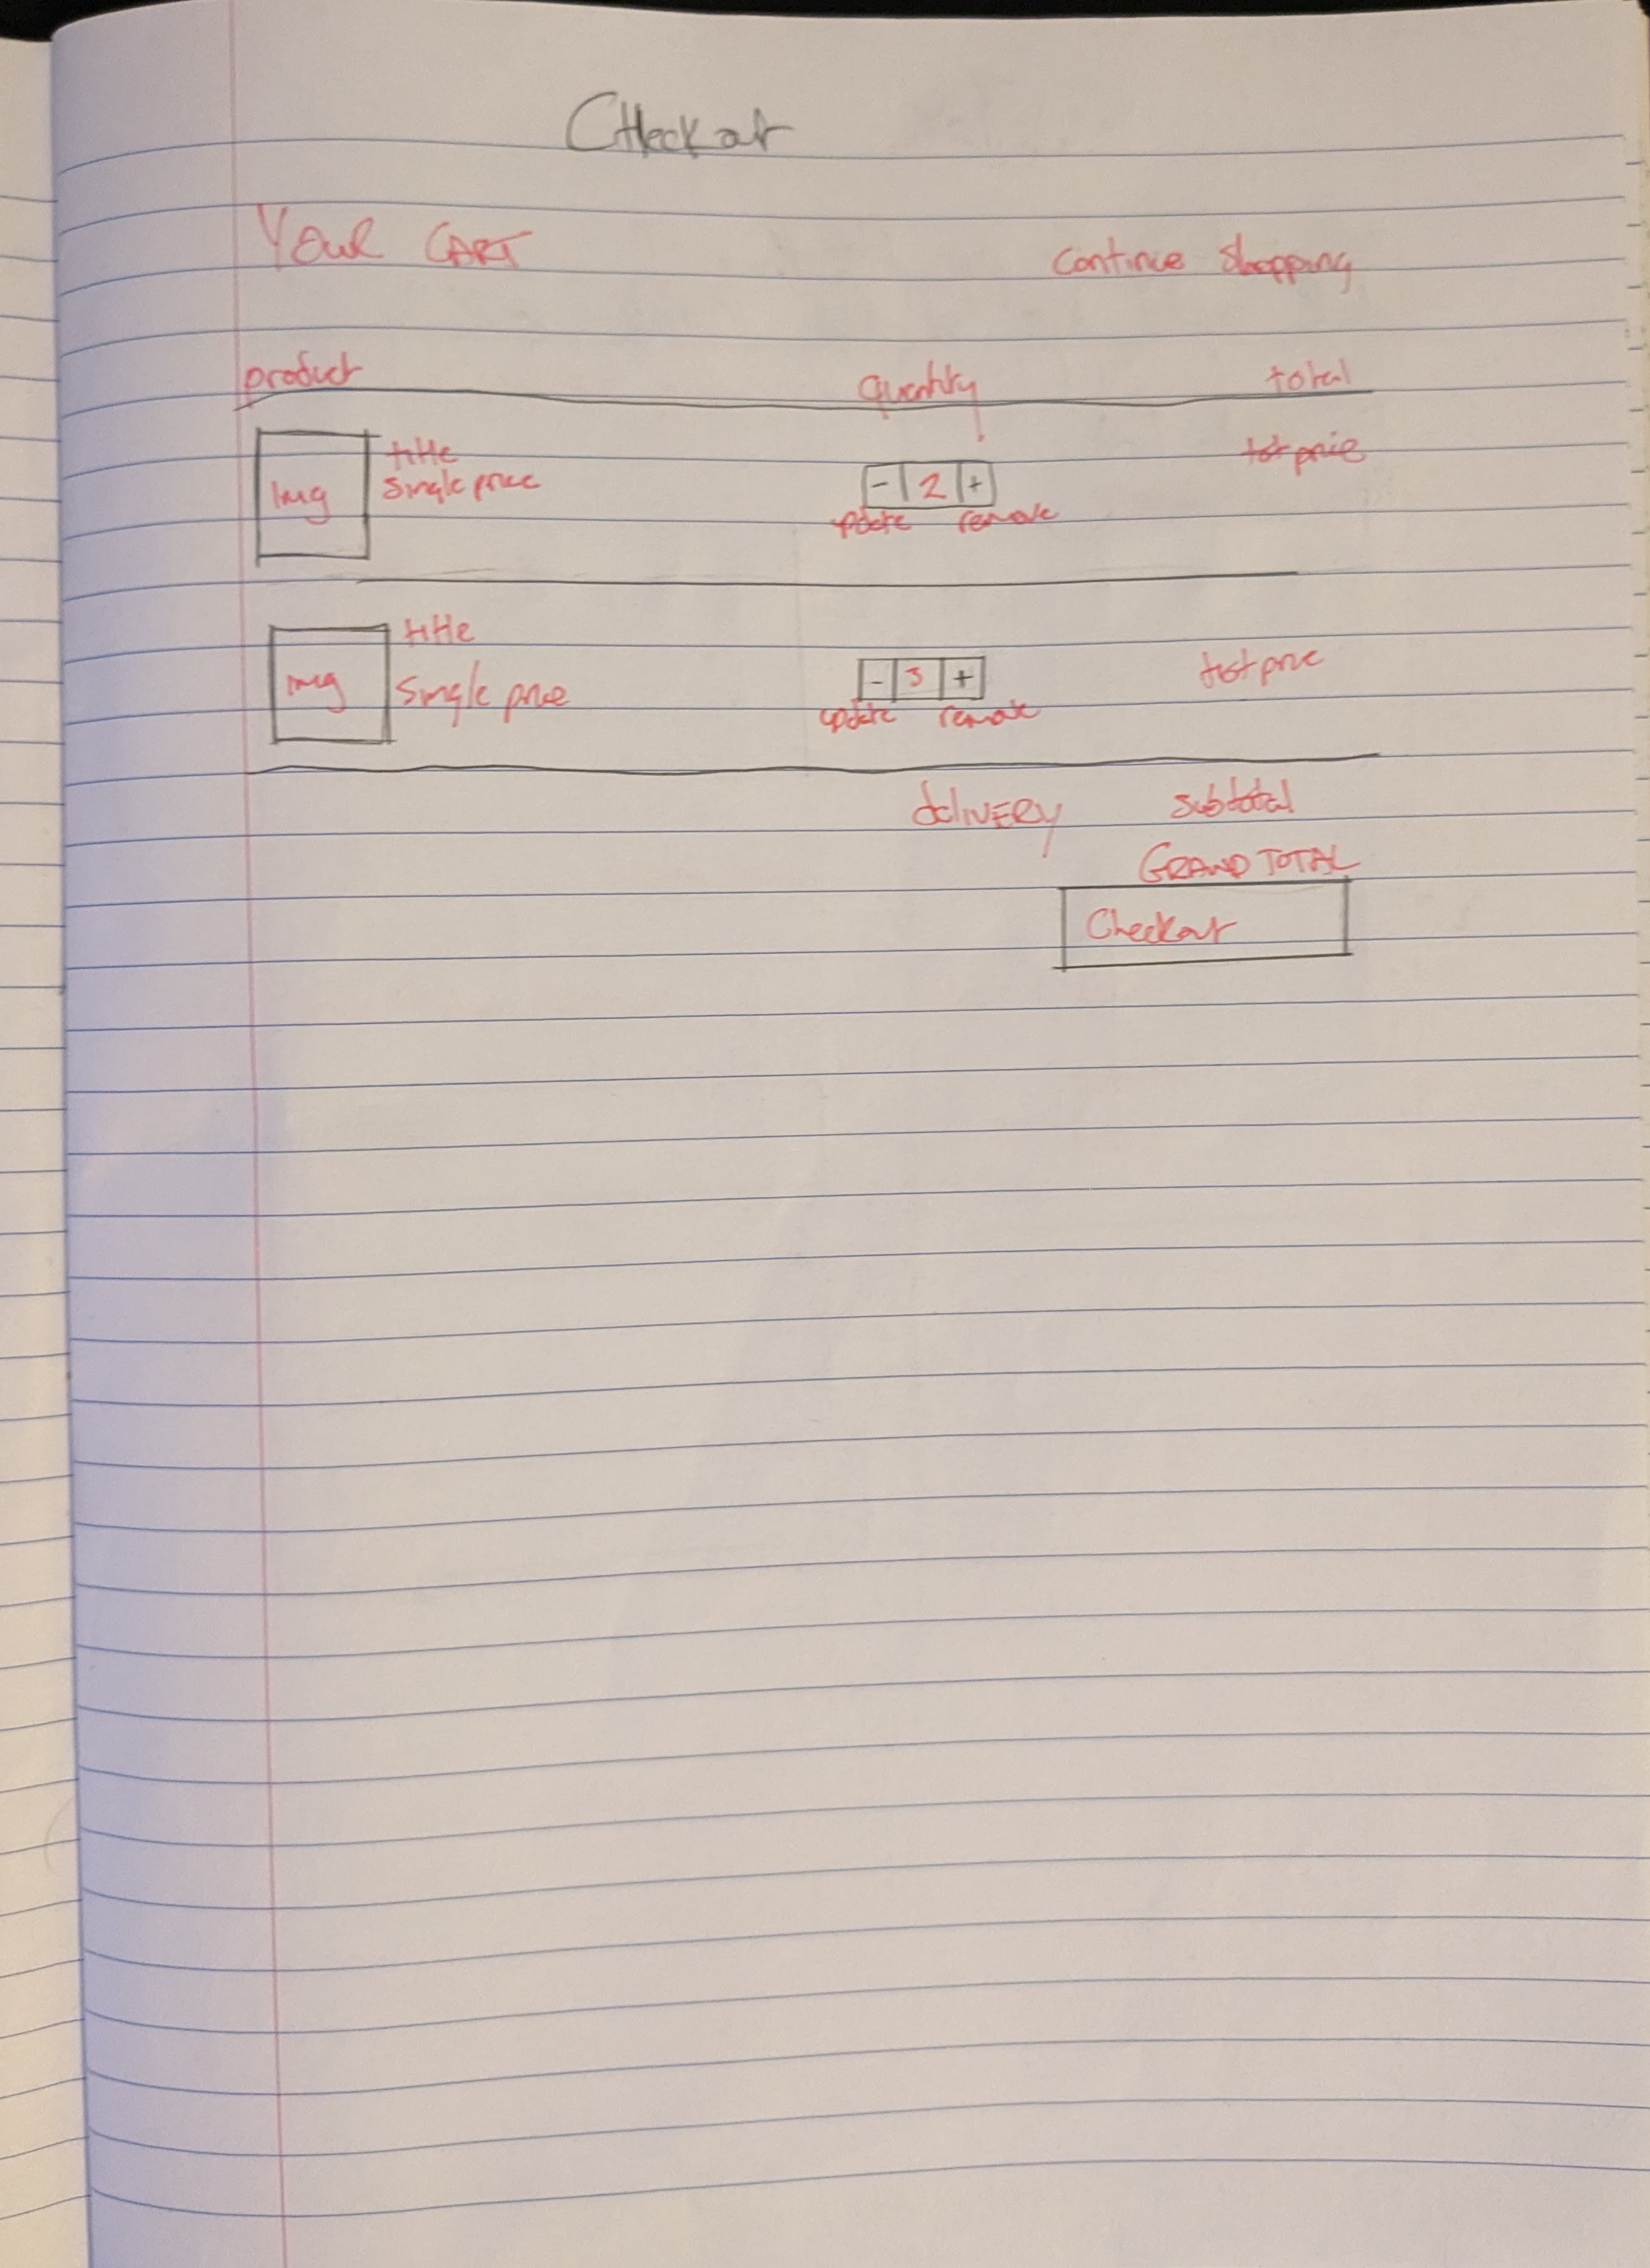 CHeckout
YOUR CART
continue shopping
product quantity total
img title
single price
- 2 +
tot price
update remove
img title
single price
- 3 +
tot price
update remove
delivERy subtotal
GRAND TOTAL
Checkout